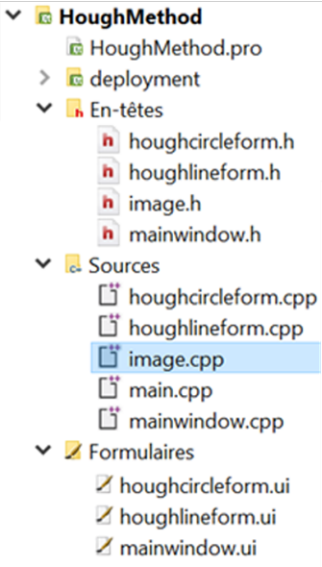 HoughMethod
HoughMethod.pro
deployment
En-têtes
houghcircleform.h
houghlineform.h
image.h
mainwindow.h
Sources
houghcircleform.cpp
houghlineform.cpp
image.cpp
main.cpp
mainwindow.cpp
Formulaires
houghcircleform.ui
houghlineform.ui
mainwindow.ui